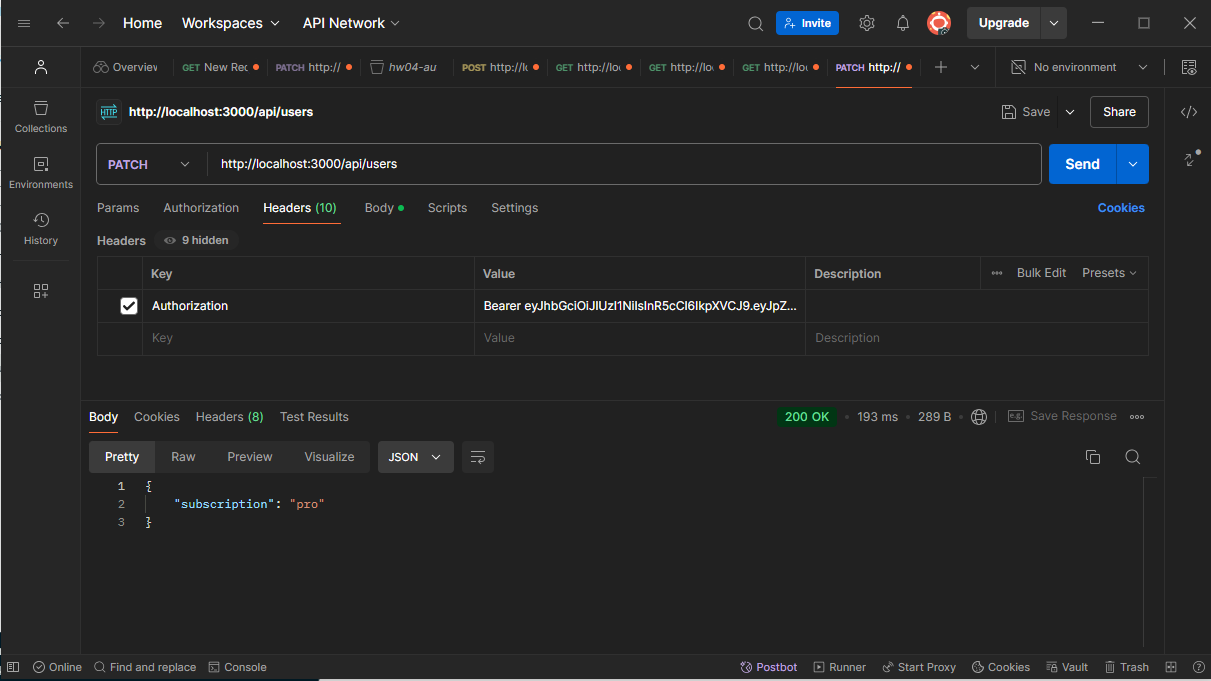 Home Workspaces API Network Invite Upgrade
Overview GET New Rec PATCH http:// hw04-au POST http://l GET http://lo GET http://lo GET http://lo PATCH http:// No environment
HTTP http://localhost:3000/api/users Save Share
Collections
Environments
History
PATCH http://localhost:3000/api/users Send
Params Authorization Headers (10) Body Scripts Settings Cookies
Headers 9 hidden
Key Value Description Bulk Edit Presets
Authorization Bearer eyJhbGciOiJIUzI1NiIsInR5cCI6IkpXVCJ9.eyJpZ...
Key Value Description
Body Cookies Headers (8) Test Results 200 OK 193 ms 289 B e.g. Save Response
Pretty Raw Preview Visualize JSON
1 {
2 "subscription": "pro"
3 }
Online Find and replace Console Postbot Runner Start Proxy Cookies Vault Trash